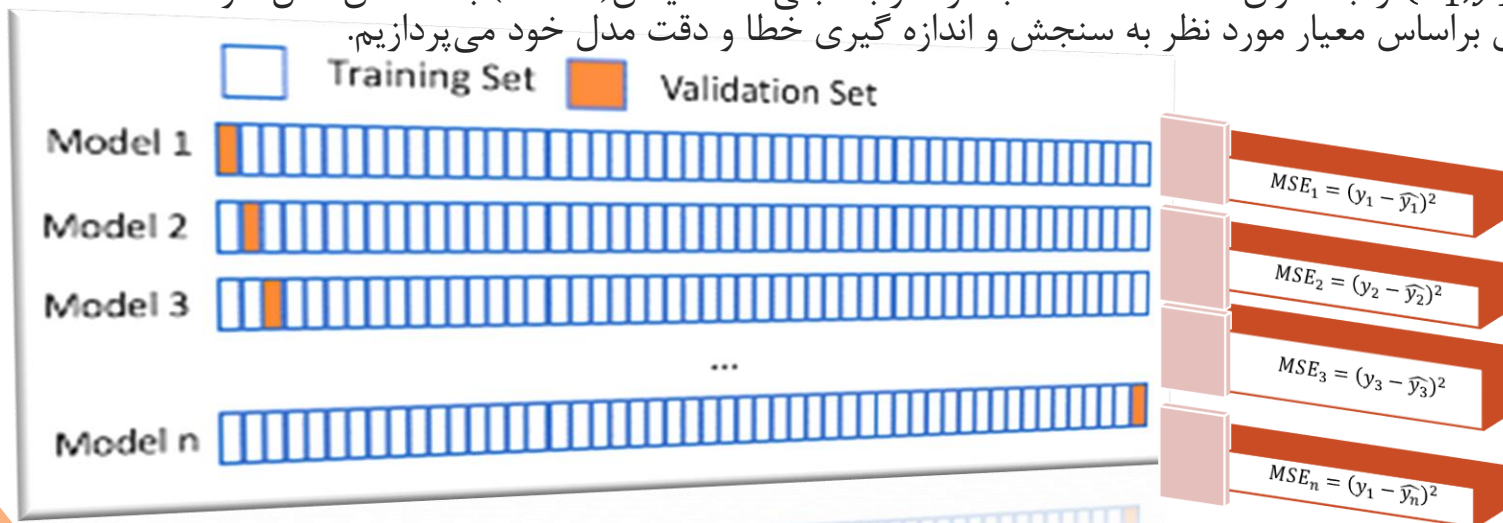 براساس معیار مورد نظر به سنجش و اندازه گیری خطا و دقت مدل خود می‌پردازیم.
Training Set Validation Set
Model 1
MSE₁ = (y₁ − ŷ₁)²
Model 2
MSE₂ = (y₂ − ŷ₂)²
Model 3
MSE₃ = (y₃ − ŷ₃)²
...
Model n
MSEₙ = (y₁ − ŷₙ)²